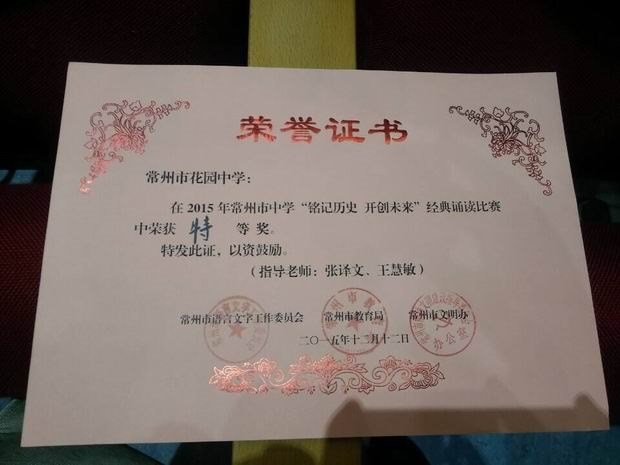 荣誉证书
常州市花园中学：
在 2015 年常州市中学“铭记历史 开创未来”经典诵读比赛
中荣获 特 等 奖。
特发此证，以资鼓励。
（指导老师：张译文、王慧敏）
常州市语言文字工作委员会 常州市教育局 常州市文明办
二〇一五年十二月十二日